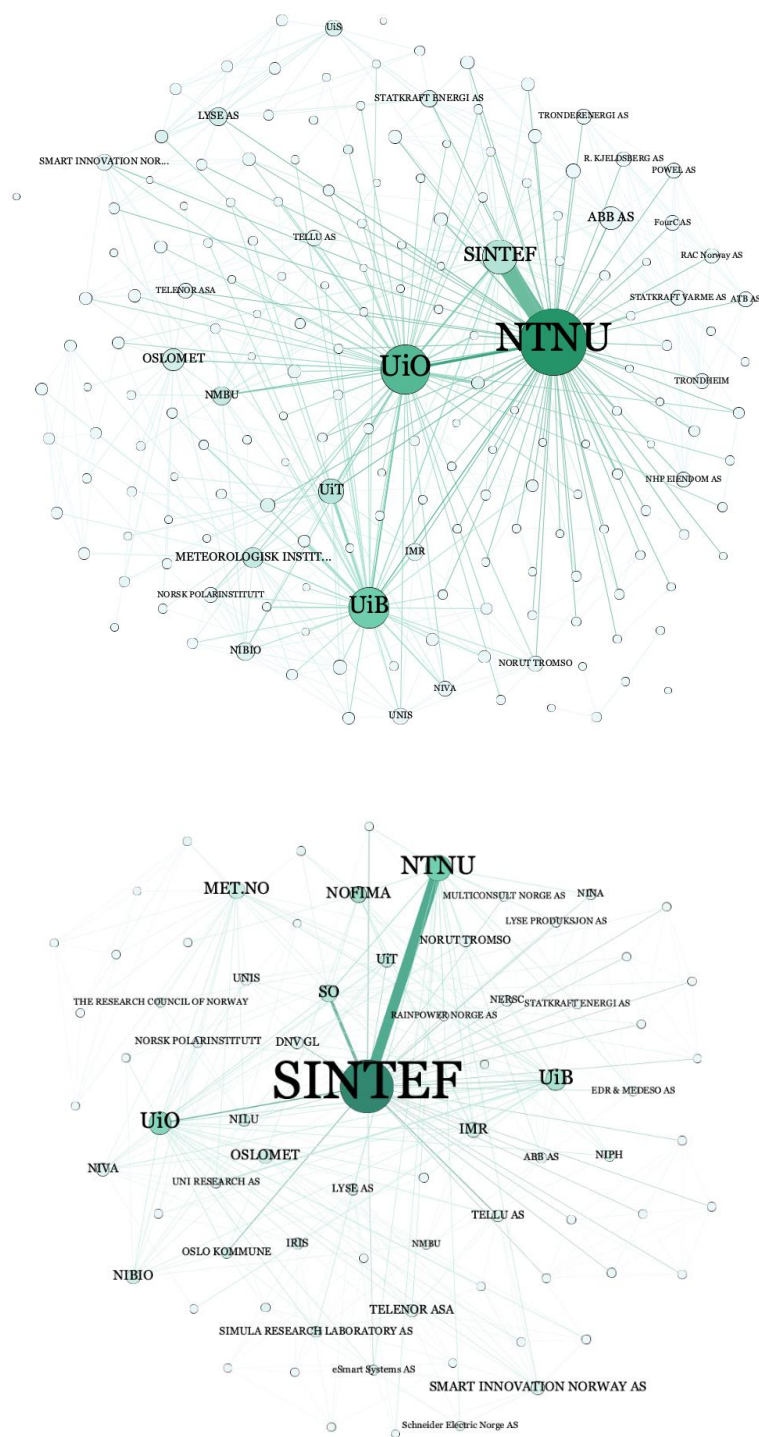 UiS
STATKRAFT ENERGI AS
LYSE AS
TRONDERENERGI AS
SMART INNOVATION NOR...
R. KJELDSBERG AS
POWEL AS
ABB AS
FourC AS
TELLU AS
SINTEF
RAC Norway AS
TELENOR ASA
STATKRAFT VARME AS
ATB AS
NTNU
OSLOMET
UiO
TRONDHEIM
NMBU
NHP EIENDOM AS
UiT
IMR
METEOROLOGISK INSTIT...
NORSK POLARINSTITUTT
UiB
NIBIO
NORUT TROMSO
NIVA
UNIS
NTNU
MET.NO
NOFIMA
MULTICONSULT NORGE AS
NINA
LYSE PRODUKSJON AS
NORUT TROMSO
UiT
UNIS
SO
NERSC
THE RESEARCH COUNCIL OF NORWAY
STATKRAFT ENERGI AS
RAINPOWER NORGE AS
NORSK POLARINSTITUTT
DNV GL
SINTEF
UiB
EDR & MEDESO AS
UiO
NILU
IMR
OSLOMET
ABB AS
NIPH
NIVA
UNI RESEARCH AS
LYSE AS
TELLU AS
OSLO KOMMUNE
IRIS
NMBU
NIBIO
TELENOR ASA
SIMULA RESEARCH LABORATORY AS
eSmart Systems AS
SMART INNOVATION NORWAY AS
Schneider Electric Norge AS